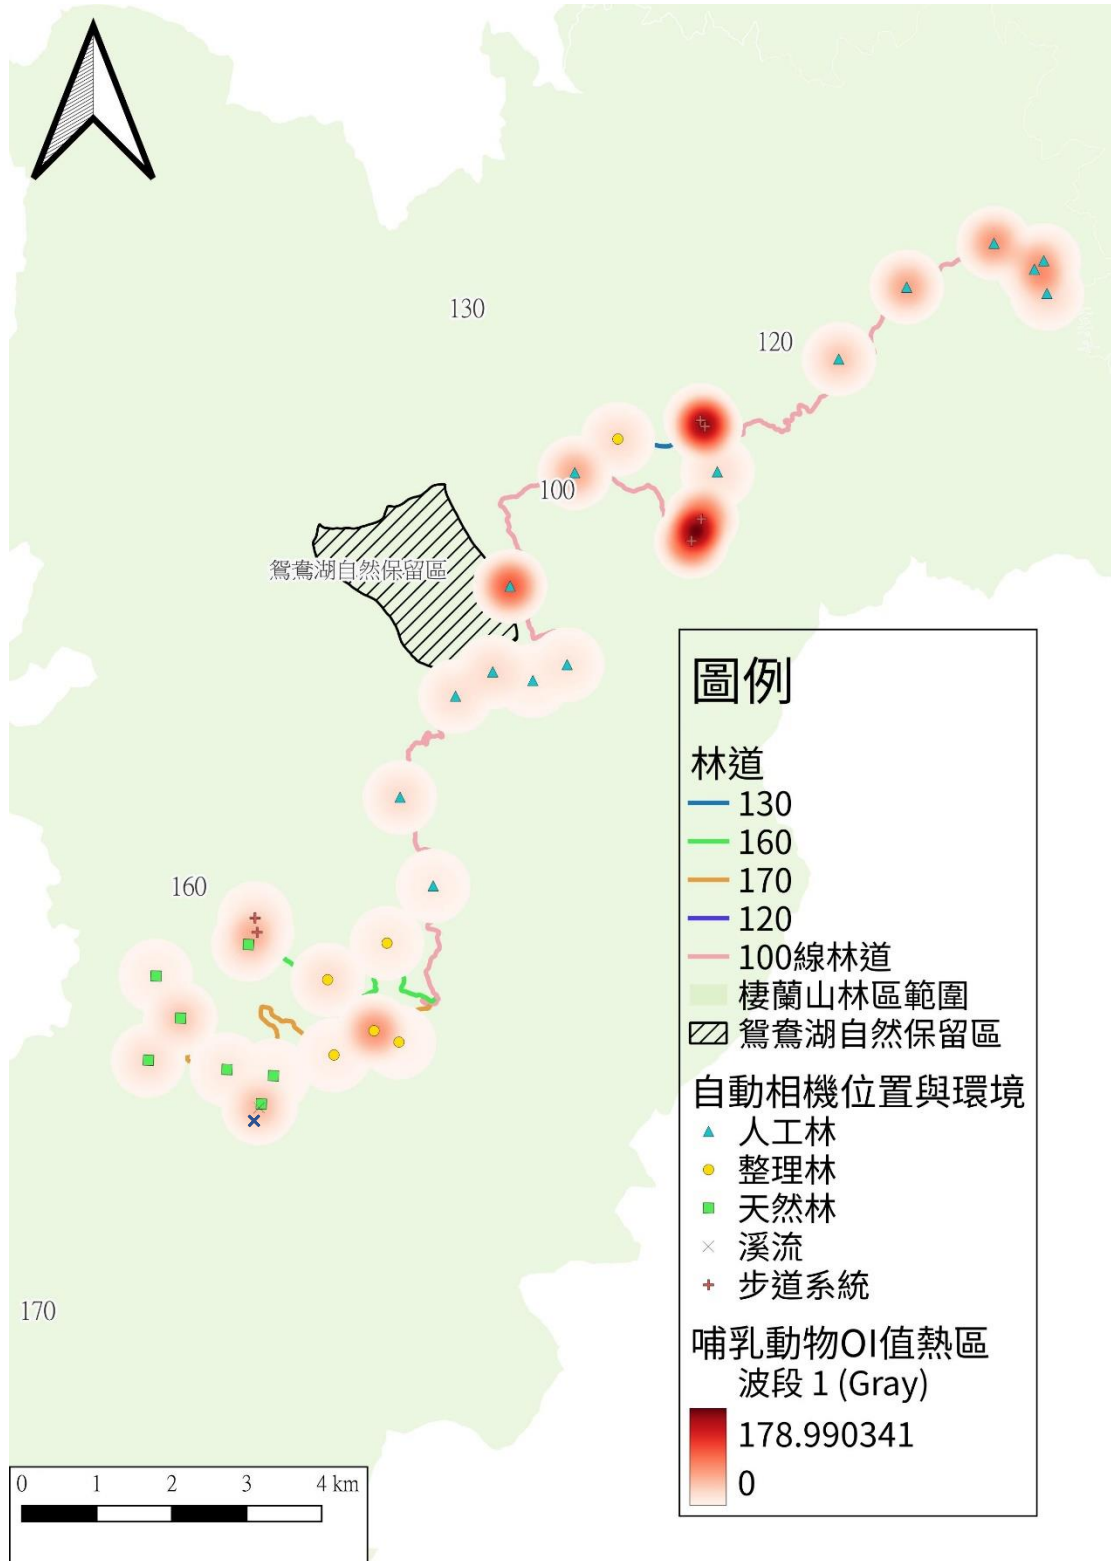 130
120
100
鴛鴦湖自然保留區
160
170
圖例
林道
130
160
170
120
100線林道
棲蘭山林區範圍
鴛鴦湖自然保留區
自動相機位置與環境
人工林
整理林
天然林
溪流
步道系統
哺乳動物OI值熱區
波段 1 (Gray)
178.990341
0
0 1 2 3 4 km